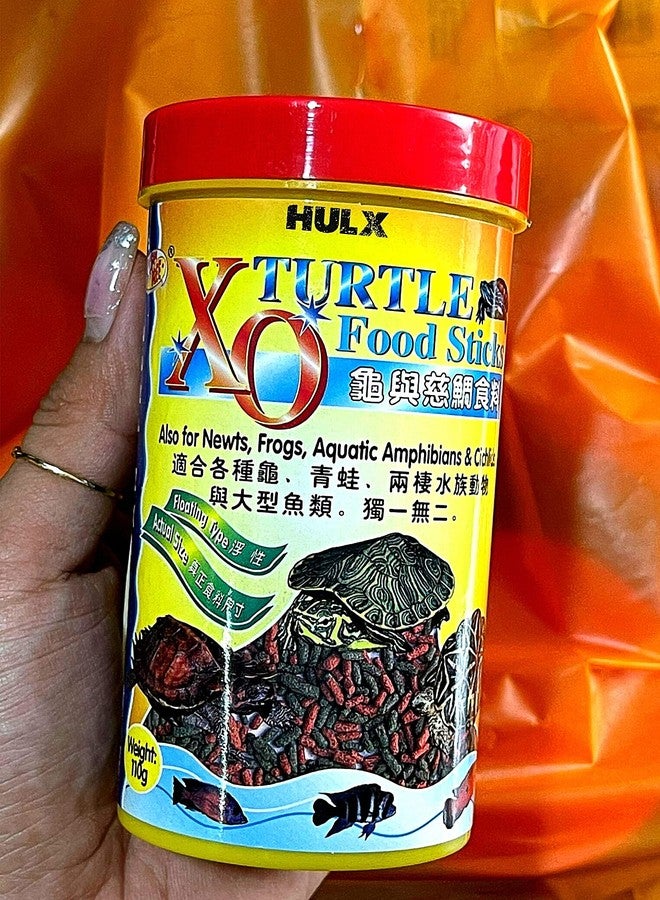 HULX
XO TURTLE
Food Sticks
龜與慈鯛食料
Also for Newts, Frogs, Aquatic Amphibians & Cichlids
適合各種龜、青蛙、兩棲水族動物
與大型魚類。獨一無二。
Floating Type 浮性
Actual Size 真正食料尺寸
Weight:
110g